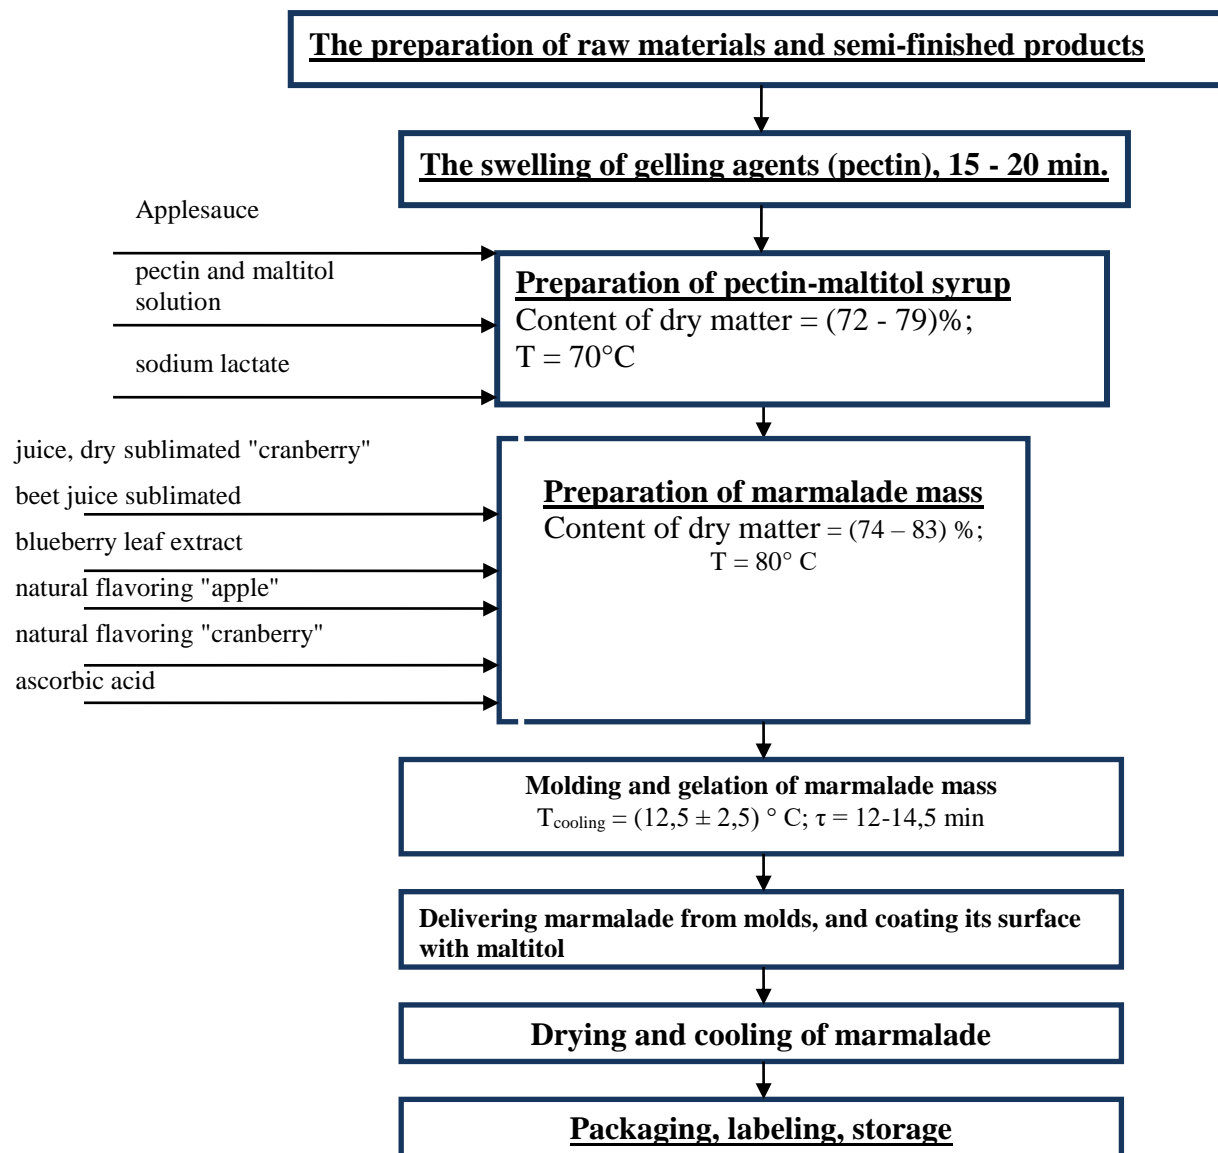 The preparation of raw materials and semi-finished products
The swelling of gelling agents (pectin), 15 - 20 min.
Applesauce
pectin and maltitol
solution
sodium lactate
Preparation of pectin-maltitol syrup
Content of dry matter = (72 - 79)%;
T = 70°C
juice, dry sublimated "cranberry"
beet juice sublimated
blueberry leaf extract
natural flavoring "apple"
natural flavoring "cranberry"
ascorbic acid
Preparation of marmalade mass
Content of dry matter = (74 – 83) %;
T = 80° C
Molding and gelation of marmalade mass
Tcooling = (12,5 ± 2,5) ° C; τ = 12-14,5 min
Delivering marmalade from molds, and coating its surface
with maltitol
Drying and cooling of marmalade
Packaging, labeling, storage